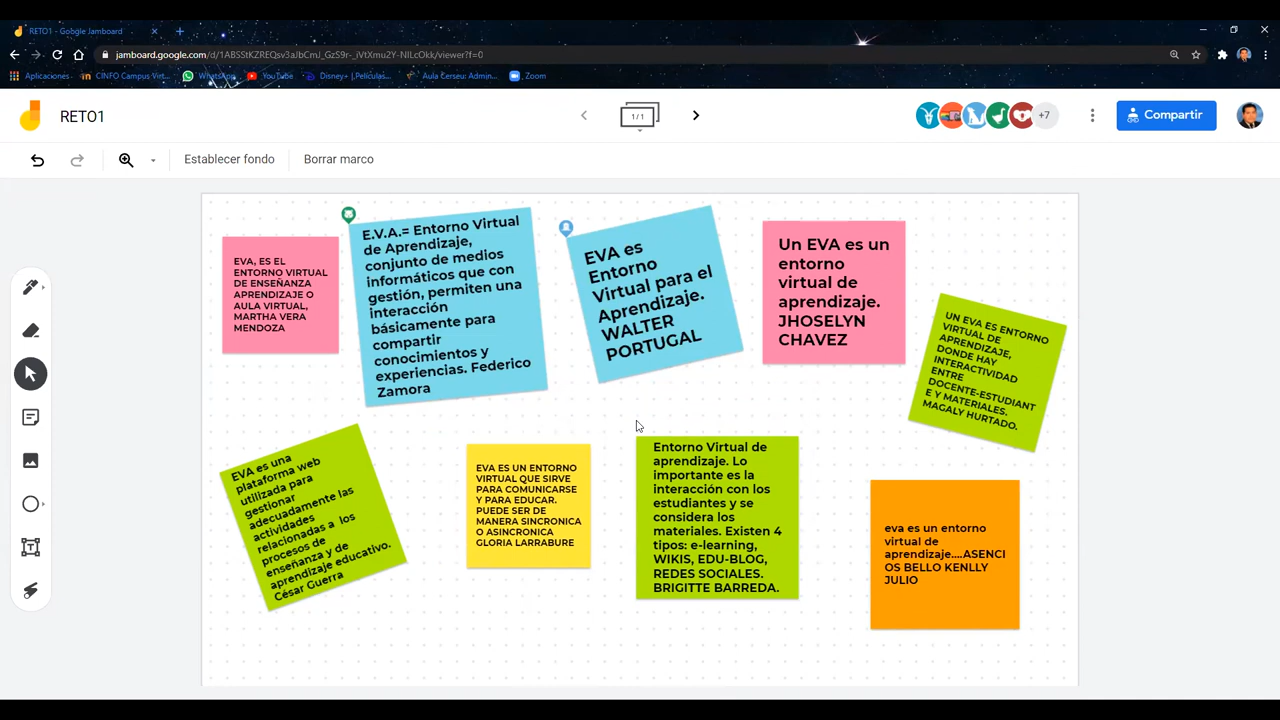 RETO1 - Google Jamboard
jamboard.google.com/d/1ABSStKZREQsv3aJbCmJ_GzS9r-_iVtXmu2Y-NILcOkk/viewer?f=0
Aplicaciones
CINFO Campus Virt...
WhatsApp
YouTube
Disney+ | Películas...
Aula Cerseu: Admin...
Zoom
RETO1
1/1
+7
Compartir
Establecer fondo
Borrar marco
EVA, ES EL
ENTORNO VIRTUAL
DE ENSEÑANZA
APRENDIZAJE O
AULA VIRTUAL,
MARTHA VERA
MENDOZA
E.V.A.= Entorno Virtual
de Aprendizaje,
conjunto de medios
informáticos que con
gestión, permiten una
interacción
básicamente para
compartir
conocimientos y
experiencias. Federico
Zamora
EVA es
Entorno
Virtual para el
Aprendizaje.
WALTER
PORTUGAL
Un EVA es un
entorno
virtual de
aprendizaje.
JHOSELYN
CHAVEZ
UN EVA ES ENTORNO
VIRTUAL DE
APRENDIZAJE,
DONDE HAY
INTERACTIVIDAD
ENTRE
DOCENTE-ESTUDIANT
E Y MATERIALES.
MAGALY HURTADO.
EVA es una
plataforma web
utilizada para
gestionar
adecuadamente las
actividades
relacionadas a los
procesos de
enseñanza y de
aprendizaje educativo.
César Guerra
EVA ES UN ENTORNO
VIRTUAL QUE SIRVE
PARA COMUNICARSE
Y PARA EDUCAR.
PUEDE SER DE
MANERA SINCRONICA
O ASINCRONICA
GLORIA LARRABURE
Entorno Virtual de
aprendizaje. Lo
importante es la
interacción con los
estudiantes y se
considera los
materiales. Existen 4
tipos: e-learning,
WIKIS, EDU-BLOG,
REDES SOCIALES.
BRIGITTE BARREDA.
eva es un entorno
virtual de
aprendizaje....ASENCI
OS BELLO KENLLY
JULIO